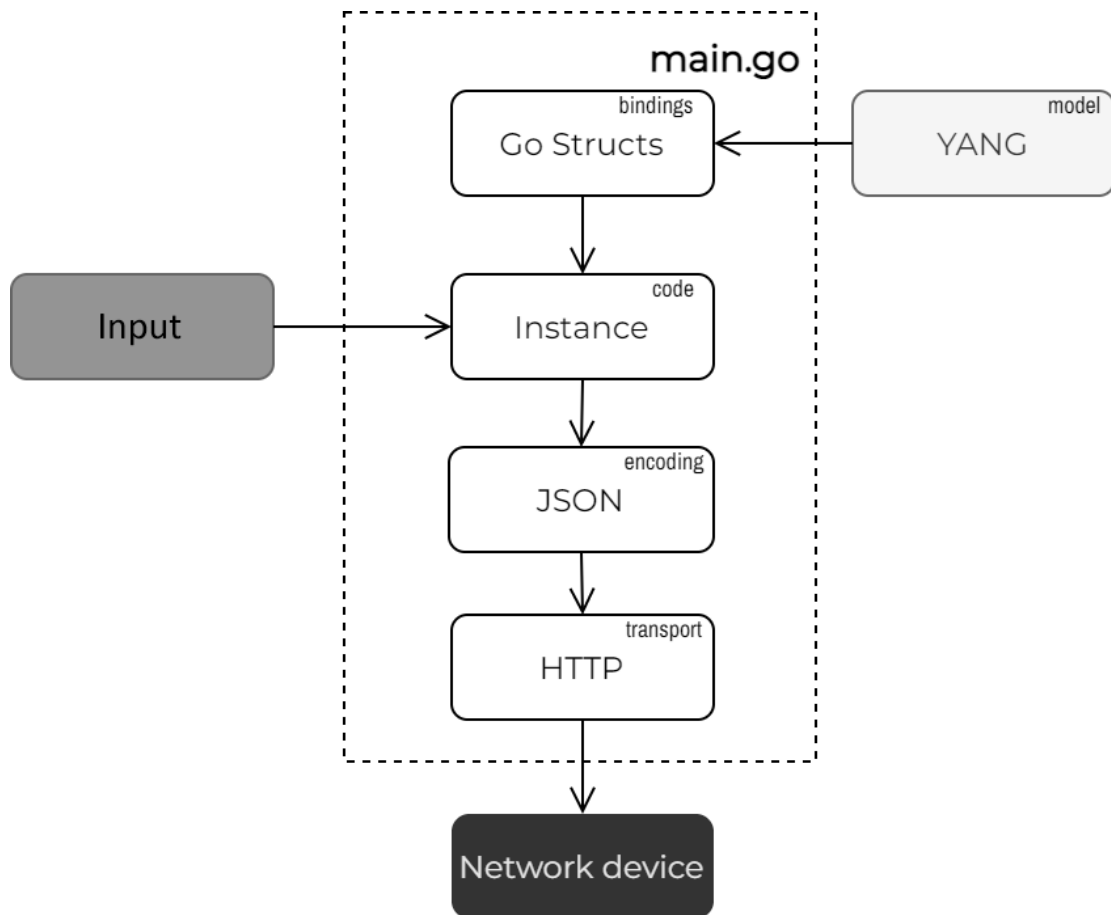 main.go
bindings
Go Structs
model
YANG
Input
code
Instance
encoding
JSON
transport
HTTP
Network device